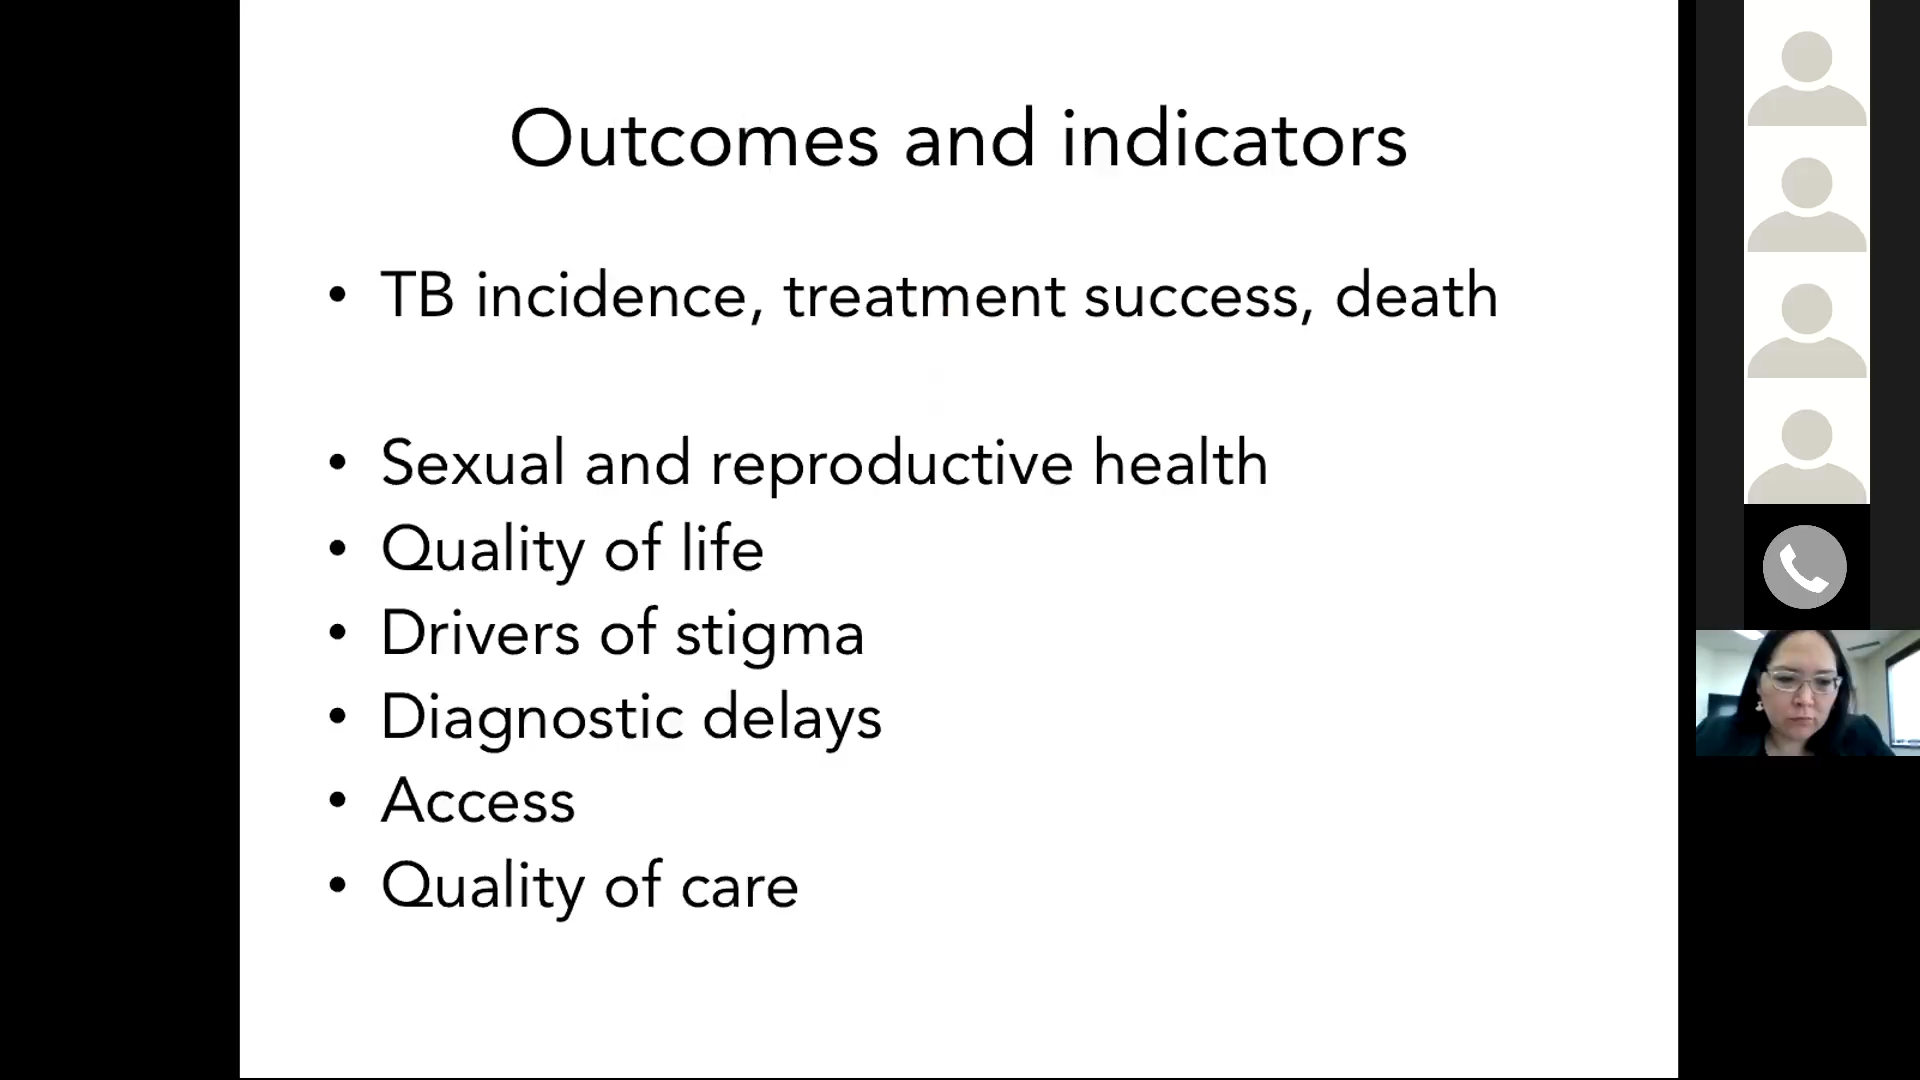 Outcomes and indicators
• TB incidence, treatment success, death
• Sexual and reproductive health
• Quality of life
• Drivers of stigma
• Diagnostic delays
• Access
• Quality of care